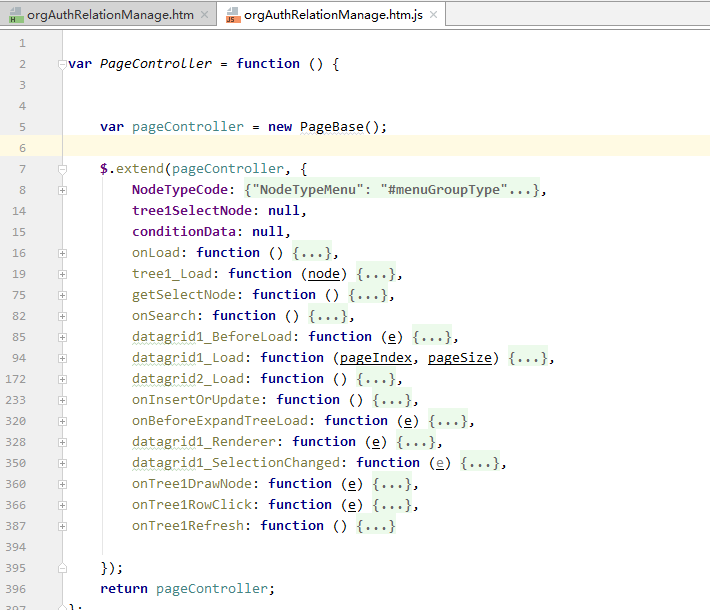 orgAuthRelationManage.htm × orgAuthRelationManage.htm.js ×
1
2 var PageController = function () {
3
4
5 var pageController = new PageBase();
6
7 $.extend(pageController, {
8 NodeTypeCode: {"NodeTypeMenu": "#menuGroupType"...},
14 tree1SelectNode: null,
15 conditionData: null,
16 onLoad: function () {...},
19 tree1_Load: function (node) {...},
75 getSelectNode: function () {...},
82 onSearch: function () {...},
85 datagrid1_BeforeLoad: function (e) {...},
94 datagrid1_Load: function (pageIndex, pageSize) {...},
172 datagrid2_Load: function () {...},
233 onInsertOrUpdate: function () {...},
320 onBeforeExpandTreeLoad: function (e) {...},
328 datagrid1_Renderer: function (e) {...},
350 datagrid1_SelectionChanged: function (e) {...},
360 onTree1DrawNode: function (e) {...},
366 onTree1RowClick: function (e) {...},
387 onTree1Refresh: function () {...}
394
395 });
396 return pageController;
397 };